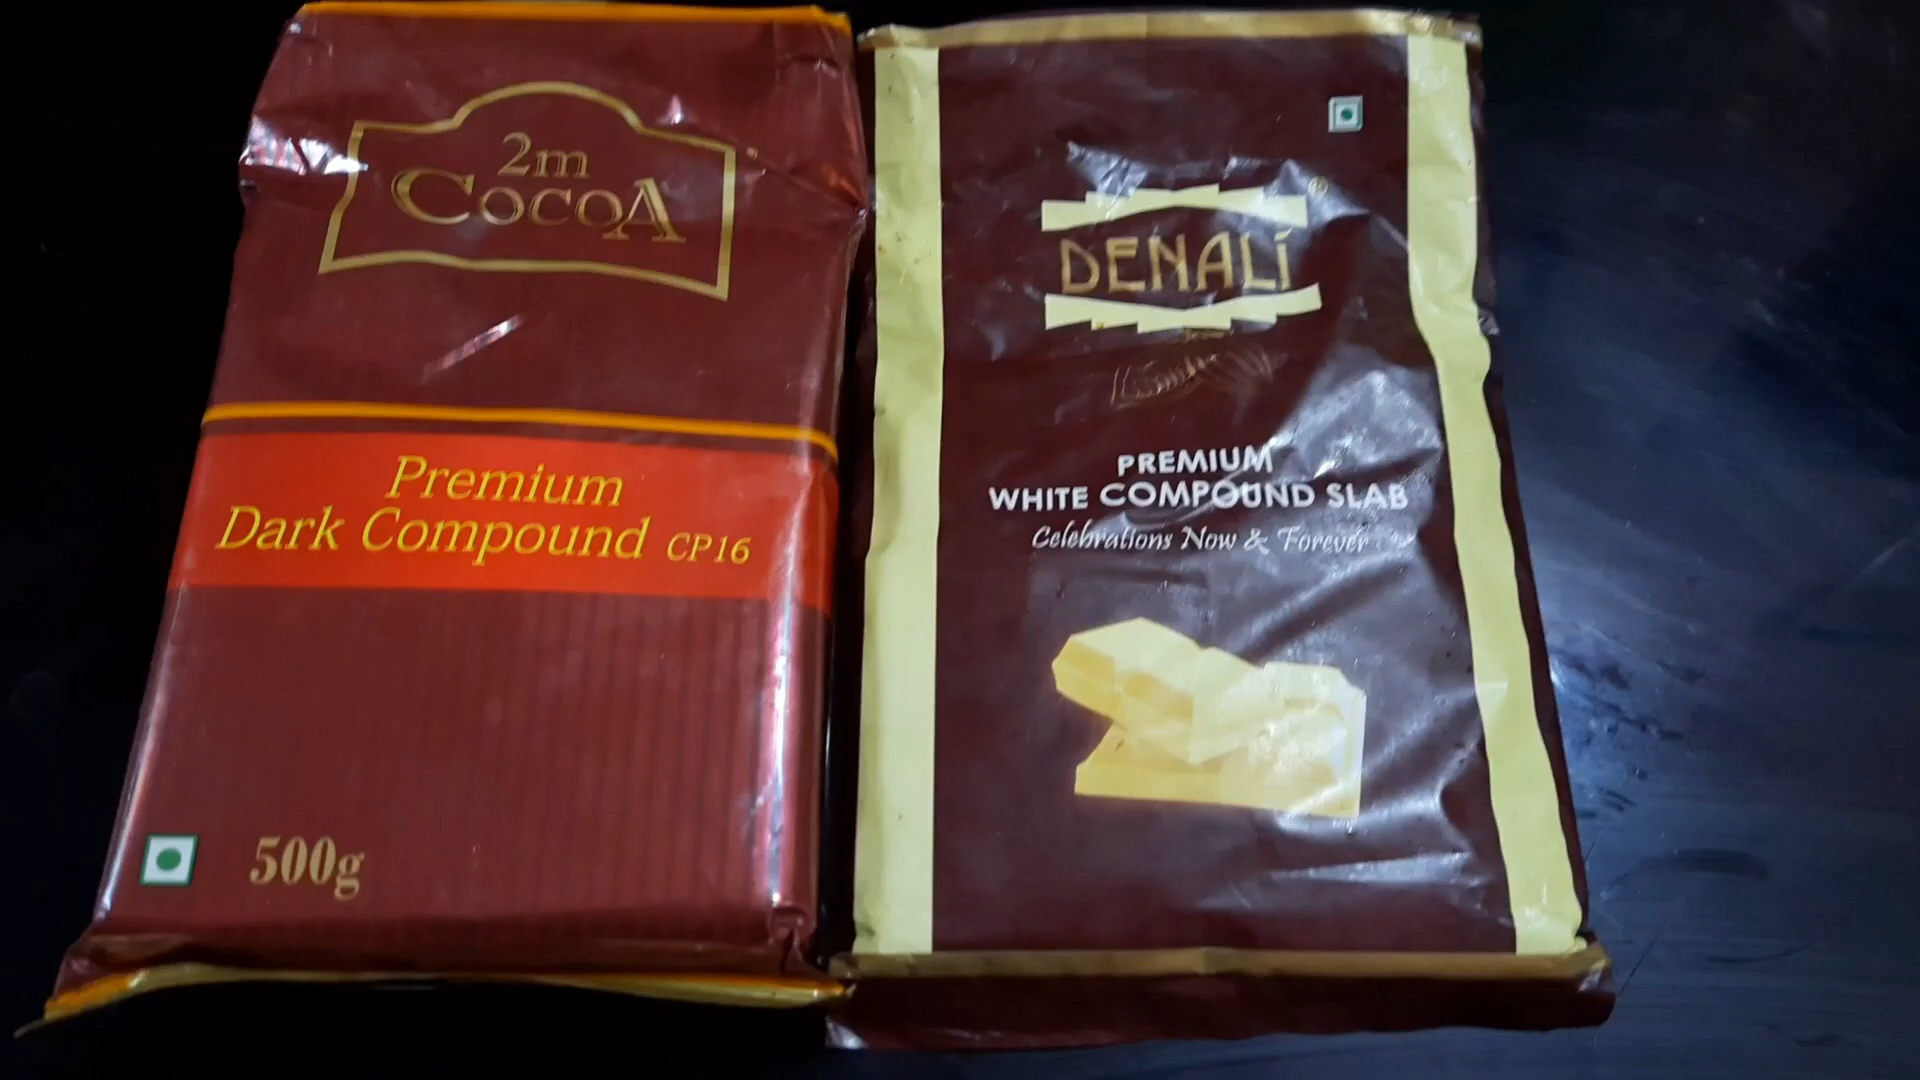 2m
COCOA
Premium
Dark Compound CP16
500g
®
DENALI
PREMIUM
WHITE COMPOUND SLAB
Celebrations Now & Forever